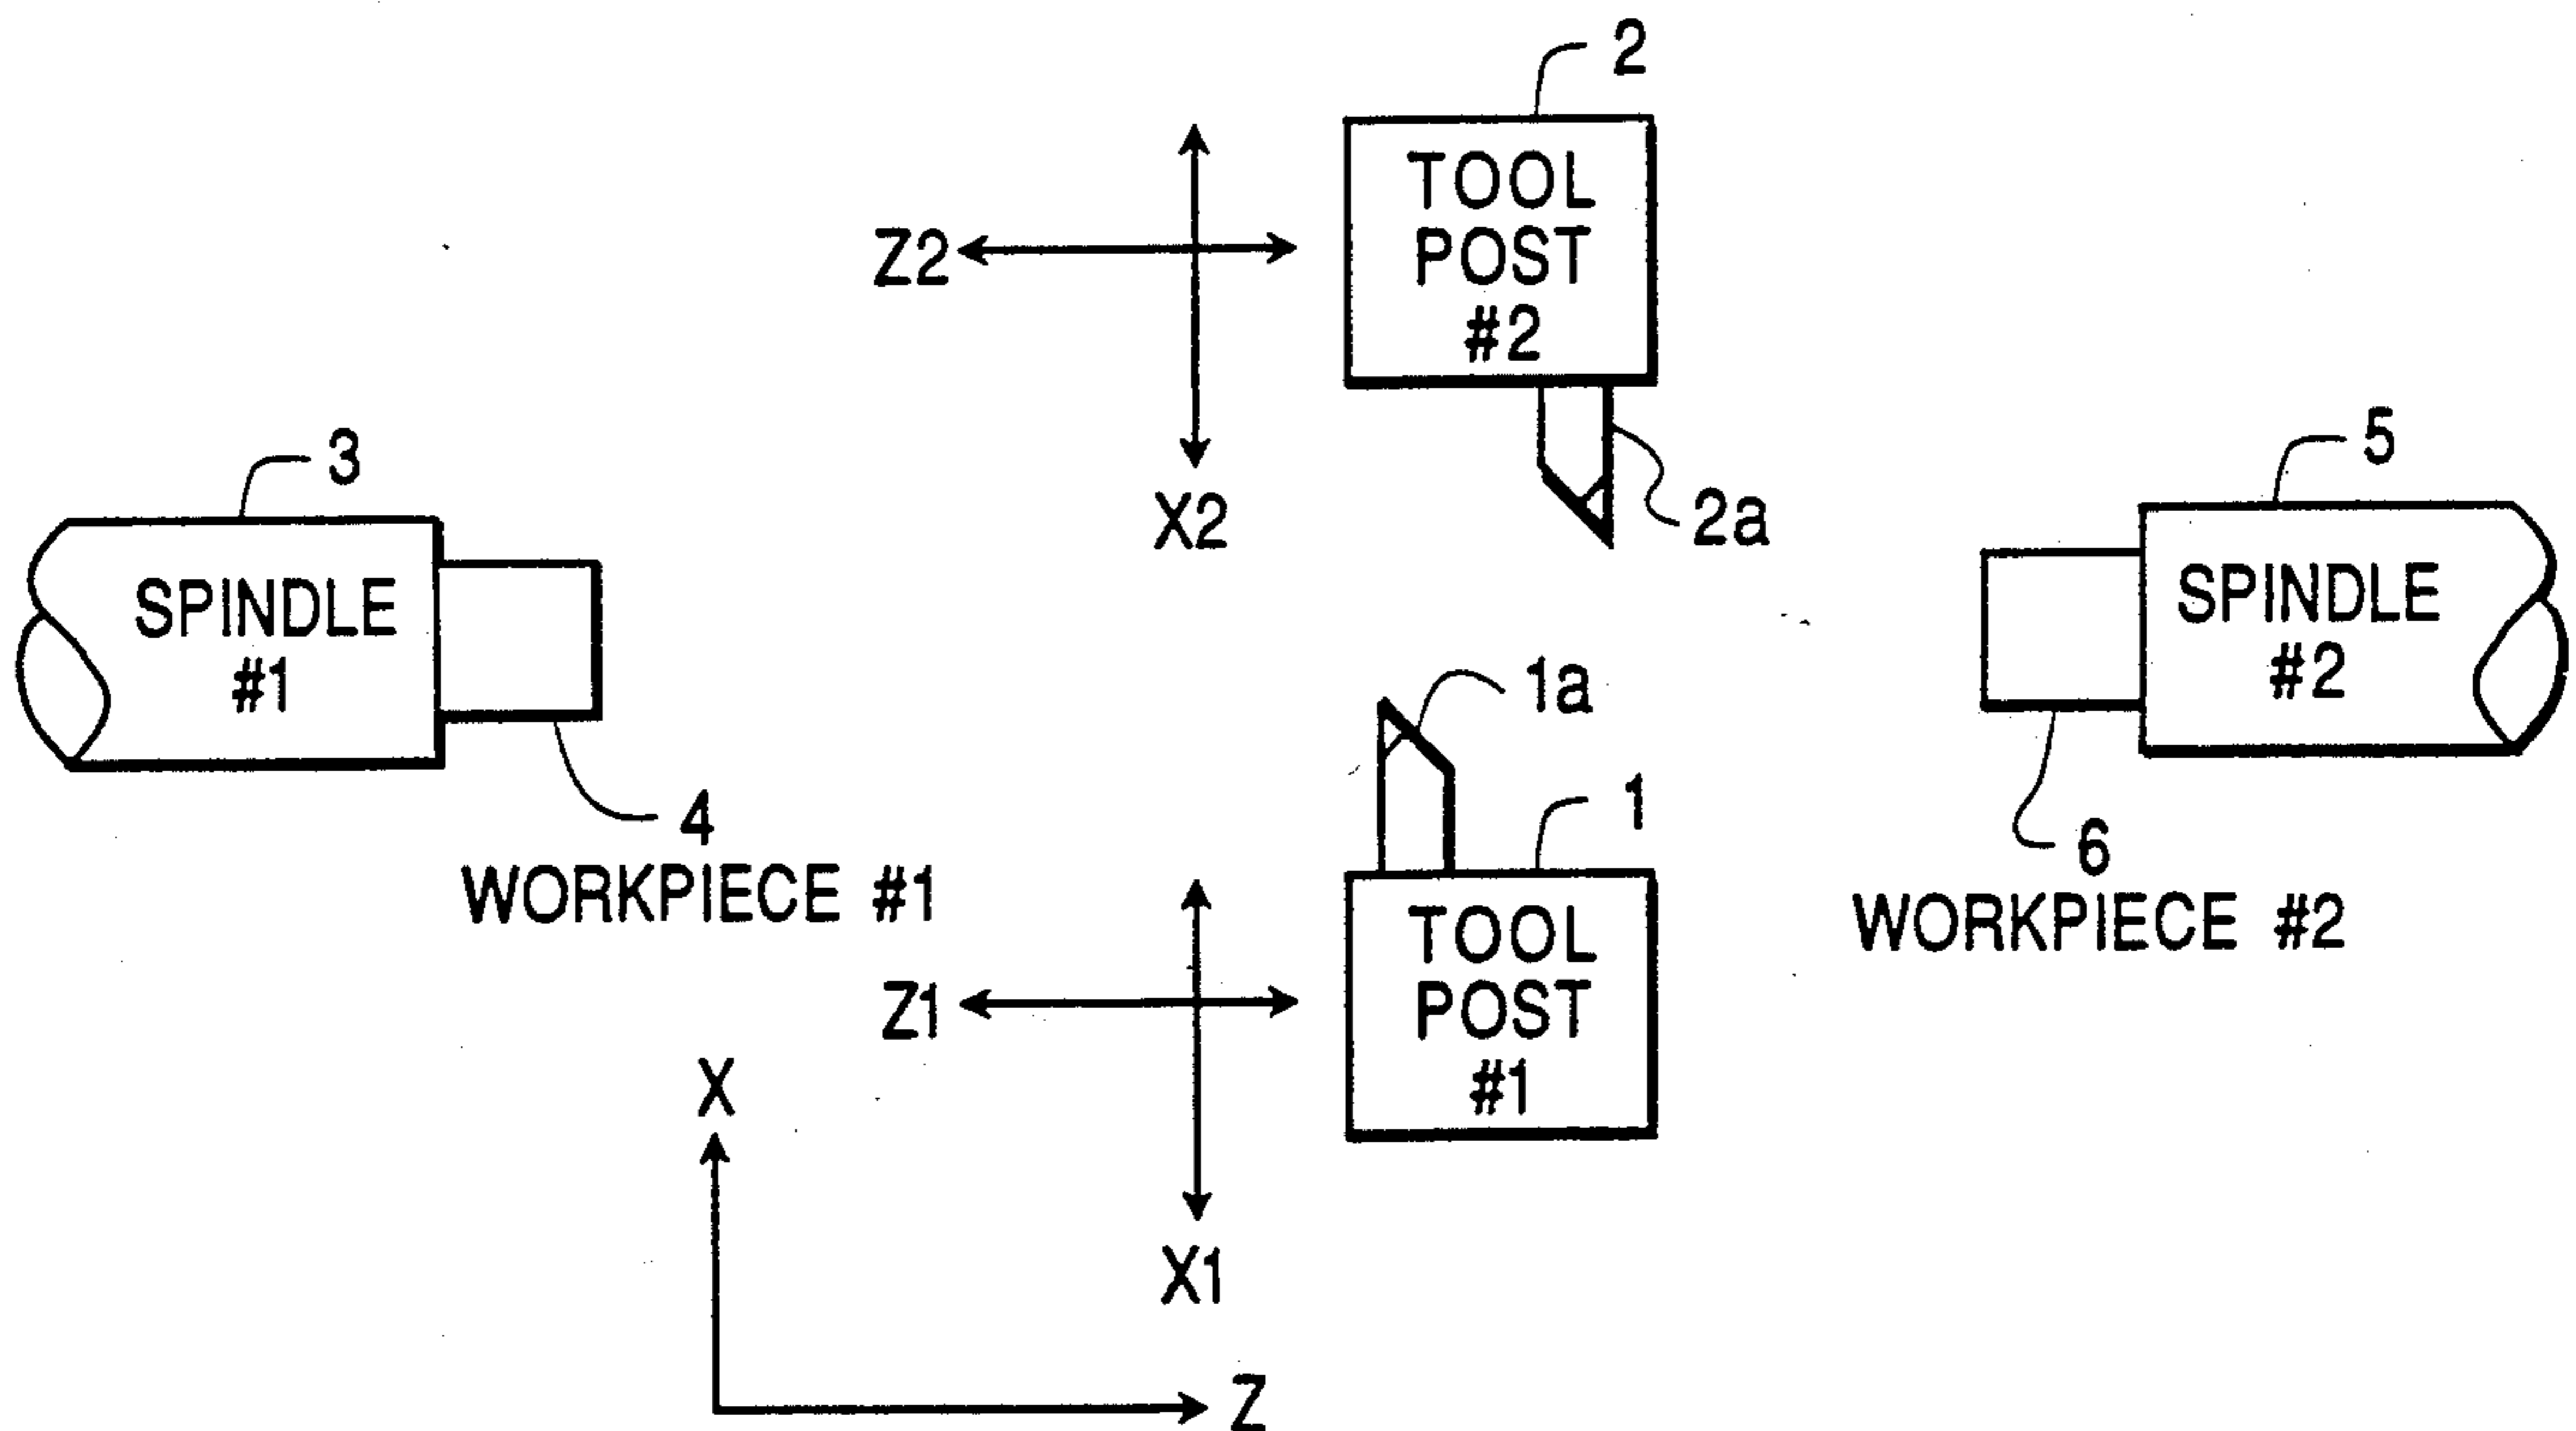 2
TOOL
POST
#2
Z2
X2
2a
3
SPINDLE
#1
4
WORKPIECE #1
5
SPINDLE
#2
6
WORKPIECE #2
1a
1
TOOL
POST
#1
Z1
X1
X
Z